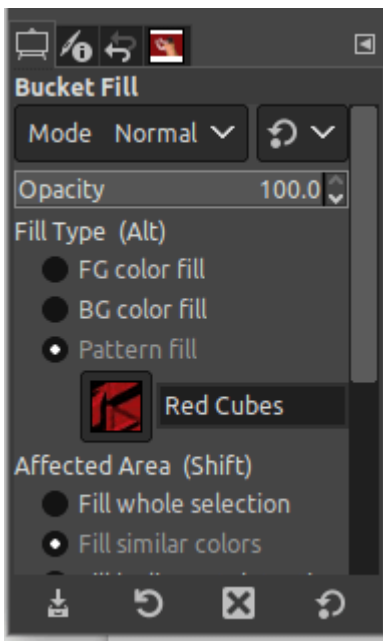 Bucket Fill
Mode Normal
Opacity 100.0
Fill Type (Alt)
FG color fill
BG color fill
Pattern fill
Red Cubes
Affected Area (Shift)
Fill whole selection
Fill similar colors